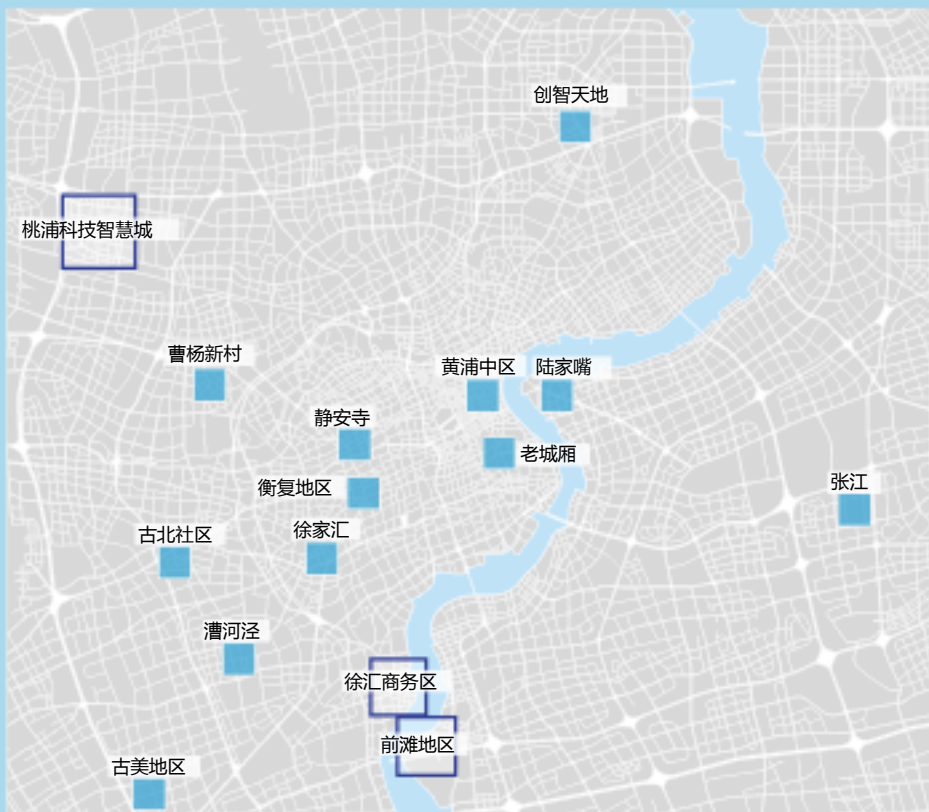 创智天地
桃浦科技智慧城
曹杨新村
黄浦中区
陆家嘴
静安寺
老城厢
衡复地区
张江
徐家汇
古北社区
漕河泾
徐汇商务区
前滩地区
古美地区